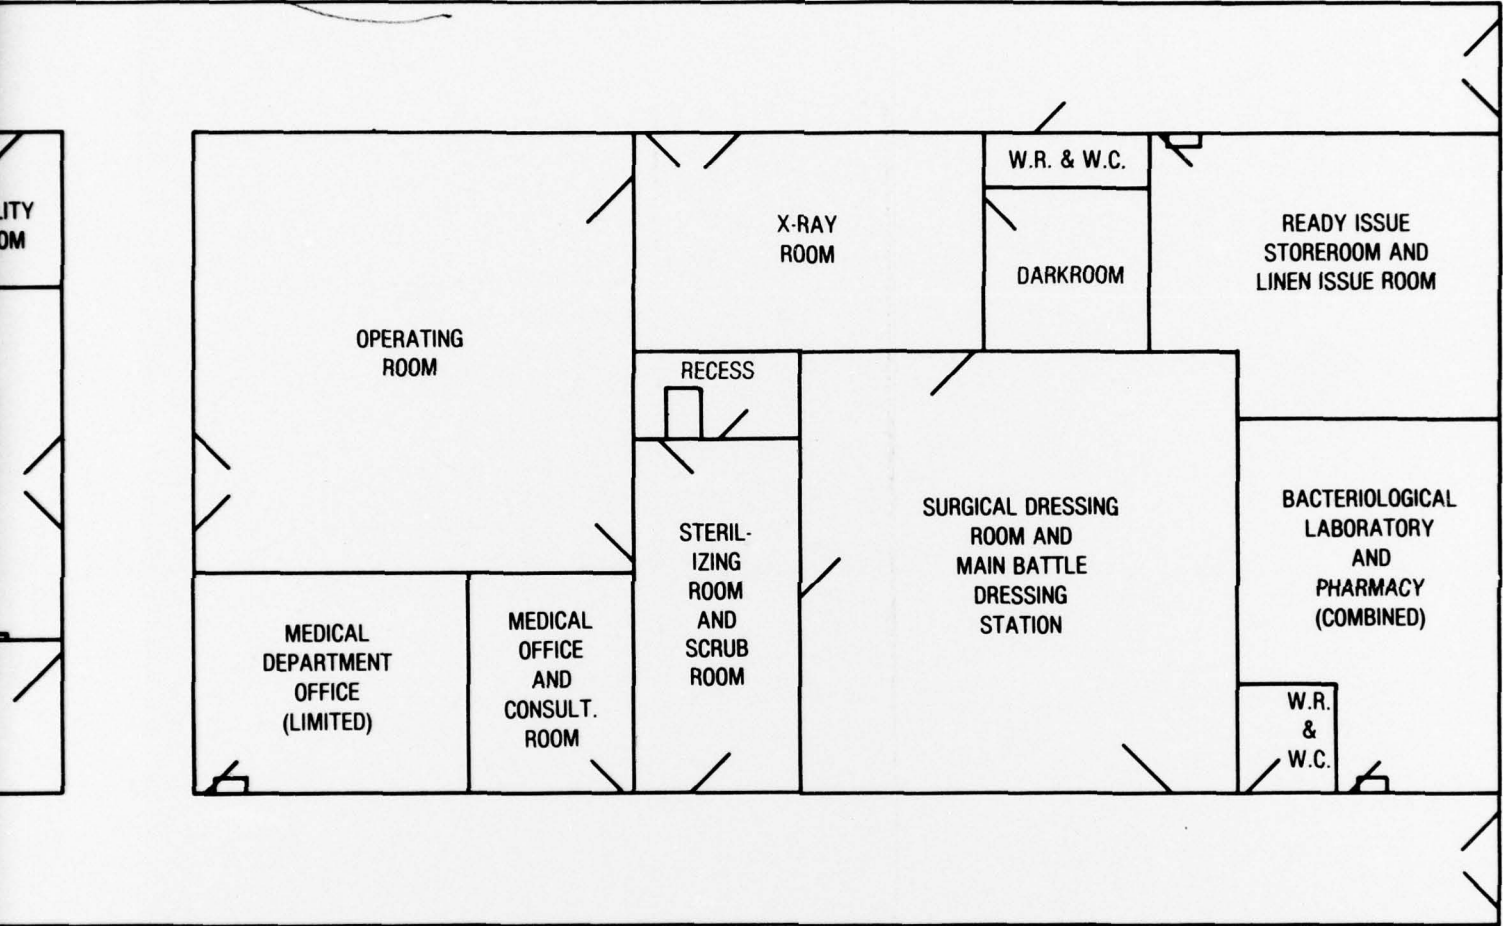 W.R. & W.C.
LITY
OM
X-RAY
ROOM
READY ISSUE
STOREROOM AND
LINEN ISSUE ROOM
DARKROOM
OPERATING
ROOM
RECESS
SURGICAL DRESSING
ROOM AND
MAIN BATTLE
DRESSING
STATION
BACTERIOLOGICAL
LABORATORY
AND
PHARMACY
(COMBINED)
STERIL-
IZING
ROOM
AND
SCRUB
ROOM
MEDICAL
DEPARTMENT
OFFICE
(LIMITED)
MEDICAL
OFFICE
AND
CONSULT.
ROOM
W.R.
&
W.C.